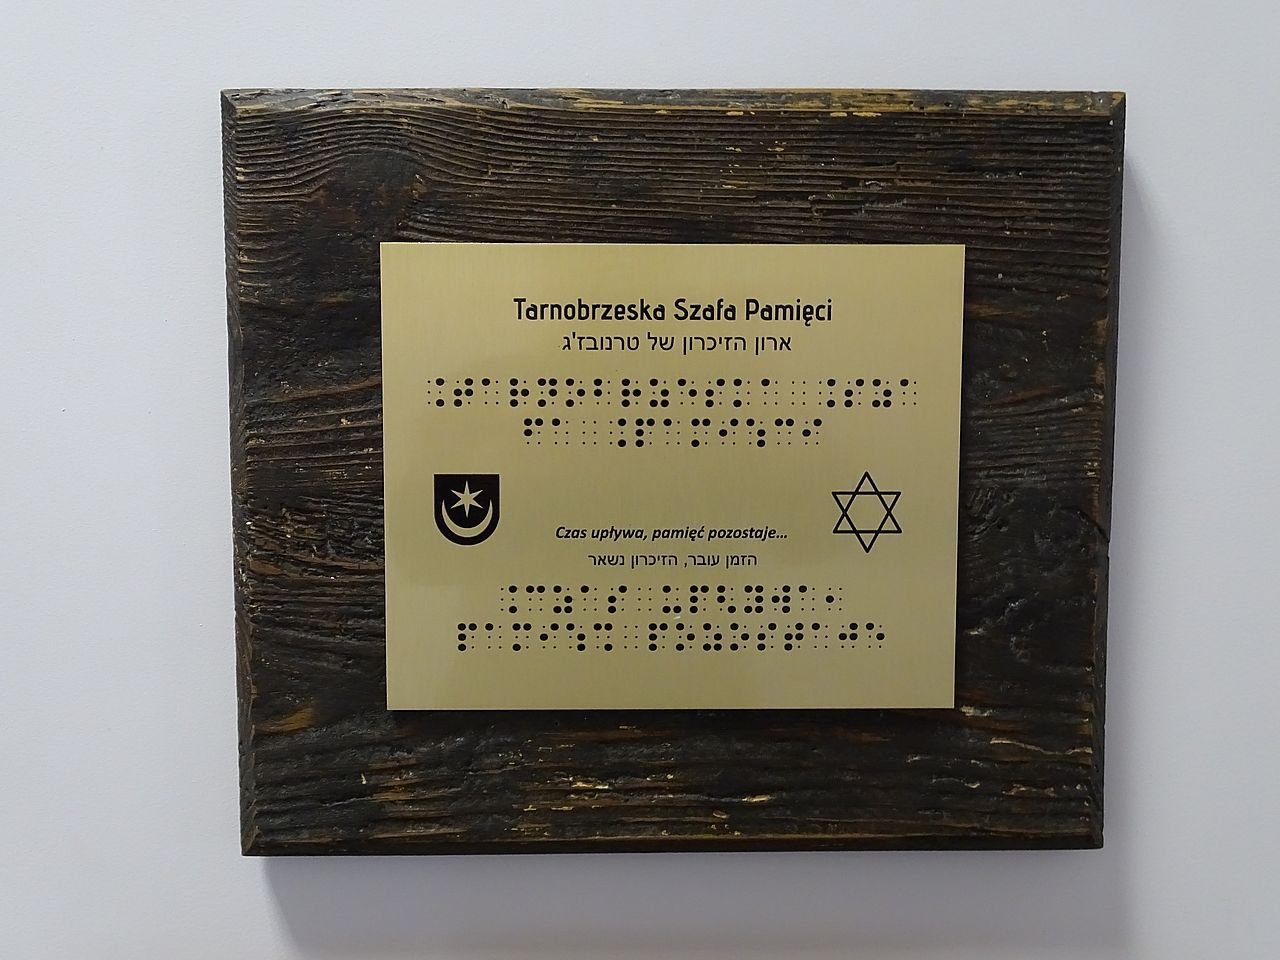 Tarnobrzeska Szafa Pamięci
ארון הזיכרון של טרנובז'ג
Czas upływa, pamięć pozostaje...
הזמן עובר, הזיכרון נשאר